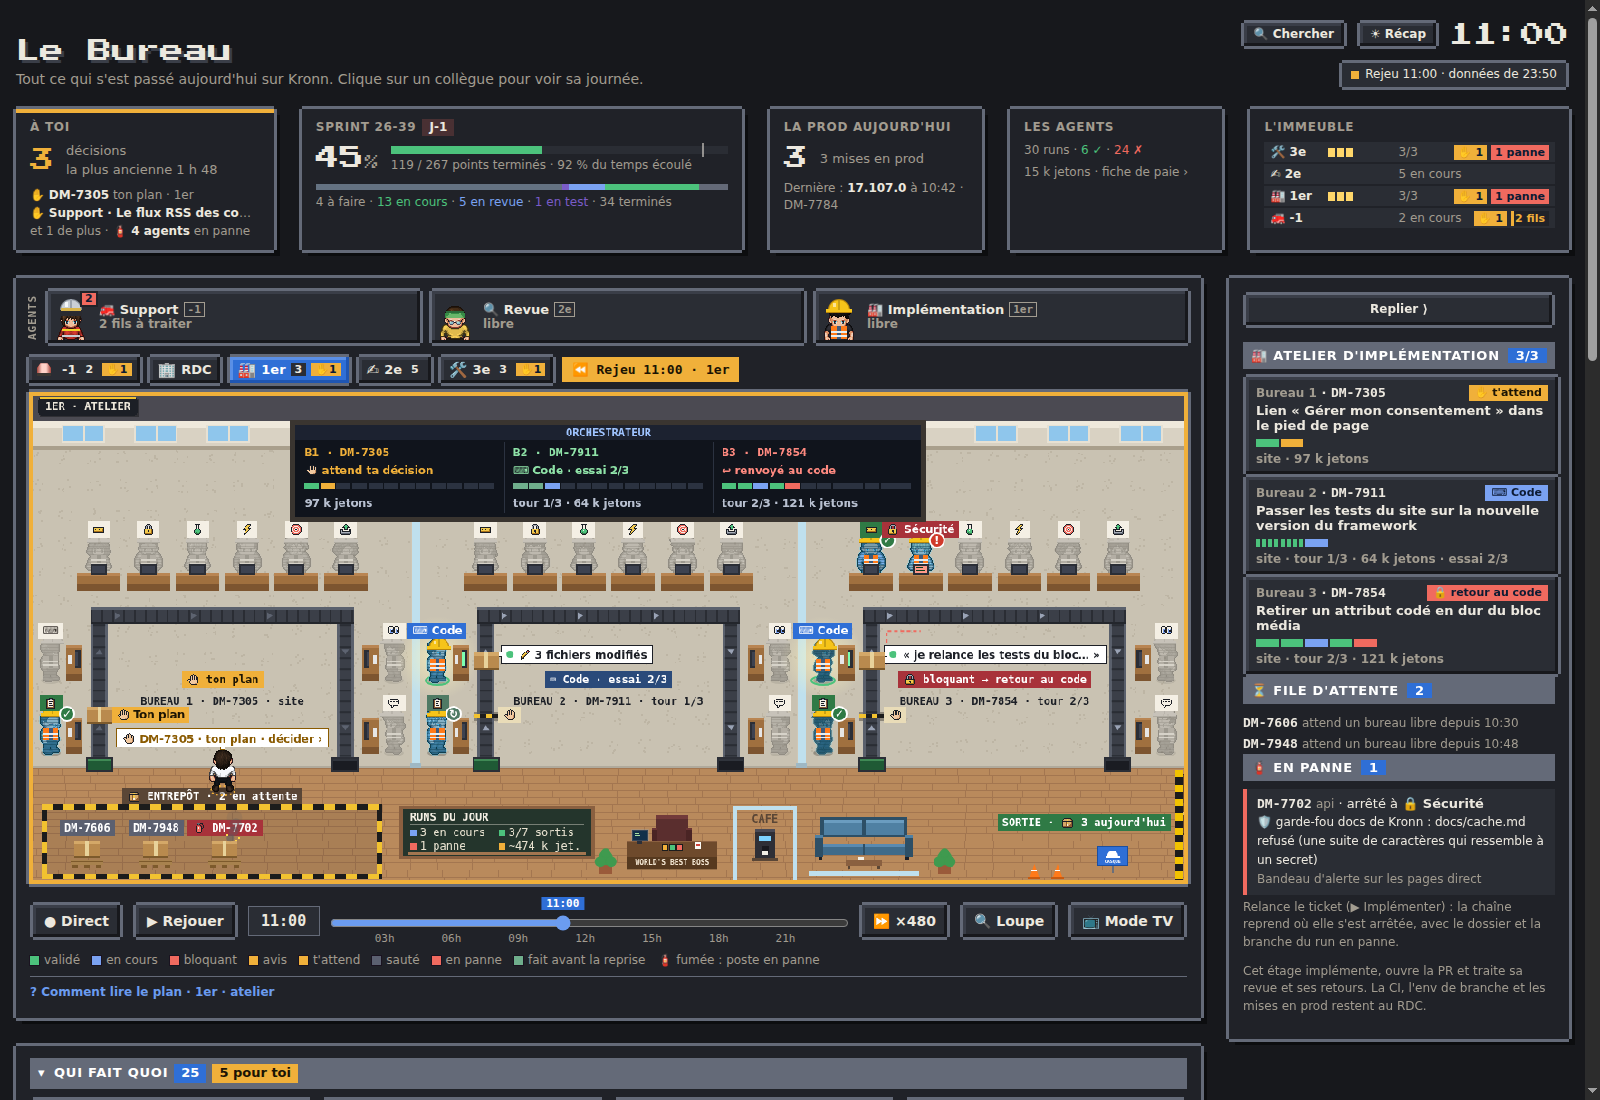 Le Bureau
Tout ce qui s'est passé aujourd'hui sur Kronn. Clique sur un collègue pour voir sa journée.
🔍 Chercher
☀ Récap
11:00
Rejeu 11:00 · données de 23:50
À TOI
3 décisions
la plus ancienne 1 h 48
✋ DM-7305 ton plan · 1er
✋ Support · Le flux RSS des co…
et 1 de plus · 🧯 4 agents en panne
SPRINT 26-39 J-1
45%
119 / 267 points terminés · 92 % du temps écoulé
4 à faire · 13 en cours · 5 en revue · 1 en test · 34 terminés
LA PROD AUJOURD'HUI
3 3 mises en prod
Dernière : 17.107.0 à 10:42 ·
DM-7784
LES AGENTS
30 runs · 6 ✓ · 24 ✗
15 k jetons · fiche de paie ›
L'IMMEUBLE
🛠 3e 3/3 ✋ 1 1 panne
✍ 2e 5 en cours
🏭 1er 3/3 ✋ 1 1 panne
🚒 -1 2 en cours ✋ 1 2 fils
AGENTS
2
🚒 Support -1
2 fils à traiter
🔍 Revue 2e
libre
🏭 Implémentation 1er
libre
-1 2 ✋ 1
🏢 RDC
🏭 1er 3 ✋ 1
✍ 2e 5
🛠 3e 3 ✋ 1
⏪ Rejeu 11:00 · 1er
1ER · ATELIER
ORCHESTRATEUR
B1 · DM-7305
attend ta décision
97 k jetons
B2 · DM-7911
⌨ Code · essai 2/3
tour 1/3 · 64 k jetons
B3 · DM-7854
↩ renvoyé au code
tour 2/3 · 121 k jetons
🔒 Sécurité
⌨ Code
⌨ Code
3 fichiers modifiés
« je relance les tests du bloc… »
ton plan
⌨ Code · essai 2/3
bloquant → retour au code
BUREAU 1 · DM-7305 · site
BUREAU 2 · DM-7911 · tour 1/3
BUREAU 3 · DM-7854 · tour 2/3
Ton plan
DM-7305 · ton plan · décider ›
ENTREPÔT · 2 en attente
DM-7606
DM-7948
DM-7702
RUNS DU JOUR
3 en cours 3/7 sortis
1 panne ~474 k jet.
WORLD'S BEST BOSS
CAFE
SORTIE · 3 aujourd'hui
● Direct
▶ Rejouer
11:00
11:00
03h 06h 09h 12h 15h 18h 21h
⏩ ×480
🔍 Loupe
📺 Mode TV
validé en cours bloquant avis t'attend sauté en panne fait avant la reprise 🧯 fumée : poste en panne
? Comment lire le plan · 1er · atelier
▾ QUI FAIT QUOI 25 5 pour toi
Replier ⟩
🏭 ATELIER D'IMPLÉMENTATION 3/3
Bureau 1 · DM-7305 ✋ t'attend
Lien « Gérer mon consentement » dans
le pied de page
site · 97 k jetons
Bureau 2 · DM-7911 ⌨ Code
Passer les tests du site sur la nouvelle
version du framework
site · tour 1/3 · 64 k jetons · essai 2/3
Bureau 3 · DM-7854 🔒 retour au code
Retirer un attribut codé en dur du bloc
média
site · tour 2/3 · 121 k jetons
⏳ FILE D'ATTENTE 2
DM-7606 attend un bureau libre depuis 10:30
DM-7948 attend un bureau libre depuis 10:48
🧯 EN PANNE 1
DM-7702 api · arrêté à 🔒 Sécurité
🛡 garde-fou docs de Kronn : docs/cache.md
refusé (une suite de caractères qui ressemble à
un secret)
Bandeau d'alerte sur les pages direct
Relance le ticket (▶ Implémenter) : la chaîne
reprend où elle s'est arrêtée, avec le dossier et la
branche du run en panne.
Cet étage implémente, ouvre la PR et traite sa
revue et ses retours. La CI, l'env de branche et les
mises en prod restent au RDC.